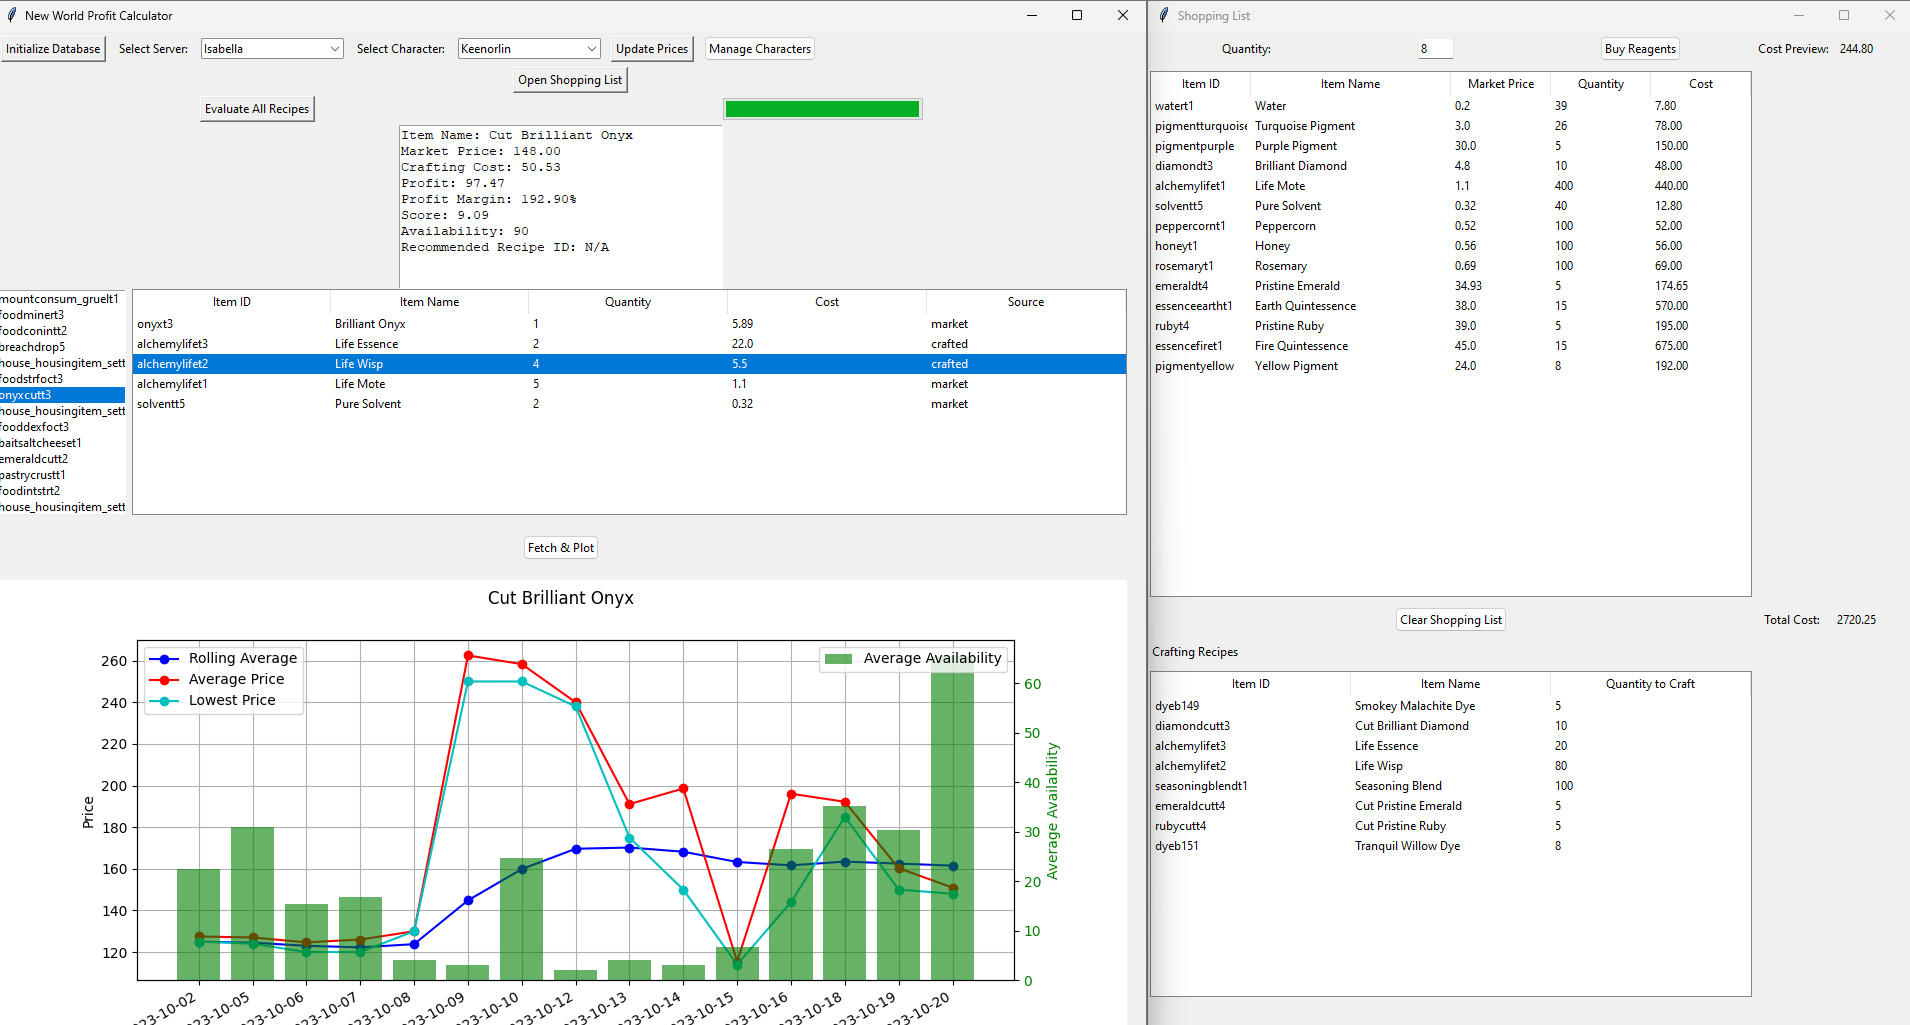 New World Profit Calculator
Initialize Database Select Server: Isabella Select Character: Keenorlin Update Prices Manage Characters
Open Shopping List
Evaluate All Recipes
Item Name: Cut Brilliant Onyx
Market Price: 148.00
Crafting Cost: 50.53
Profit: 97.47
Profit Margin: 192.90%
Score: 9.09
Availability: 90
Recommended Recipe ID: N/A
mountconsum_gruelt1
foodminert3
foodconintt2
breachdrop5
house_housingitem_sett
foodstrfoct3
onyxcutt3
house_housingitem_sett
fooddexfoct3
baitsaltcheeset1
emeraldcutt2
pastrycrustt1
foodintstrt2
house_housingitem_sett
Item ID Item Name Quantity Cost Source
onyxt3 Brilliant Onyx 1 5.89 market
alchemylifet3 Life Essence 2 22.0 crafted
alchemylifet2 Life Wisp 4 5.5 crafted
alchemylifet1 Life Mote 5 1.1 market
solventt5 Pure Solvent 2 0.32 market
Fetch & Plot
Cut Brilliant Onyx
Rolling Average
Average Price
Lowest Price
Average Availability
Price
260
240
220
200
180
160
140
120
60
50
40
30
20
10
0
Average Availability
23-10-02
23-10-05
23-10-06
23-10-07
23-10-08
23-10-09
23-10-10
23-10-12
23-10-13
23-10-14
23-10-15
23-10-16
23-10-18
23-10-19
23-10-20
Shopping List
Quantity: 8 Buy Reagents Cost Preview: 244.80
Item ID Item Name Market Price Quantity Cost
watert1 Water 0.2 39 7.80
pigmentturquoise Turquoise Pigment 3.0 26 78.00
pigmentpurple Purple Pigment 30.0 5 150.00
diamondt3 Brilliant Diamond 4.8 10 48.00
alchemylifet1 Life Mote 1.1 400 440.00
solventt5 Pure Solvent 0.32 40 12.80
peppercornt1 Peppercorn 0.52 100 52.00
honeyt1 Honey 0.56 100 56.00
rosemaryt1 Rosemary 0.69 100 69.00
emeraldt4 Pristine Emerald 34.93 5 174.65
essenceeartht1 Earth Quintessence 38.0 15 570.00
rubyt4 Pristine Ruby 39.0 5 195.00
essencefiret1 Fire Quintessence 45.0 15 675.00
pigmentyellow Yellow Pigment 24.0 8 192.00
Clear Shopping List Total Cost: 2720.25
Crafting Recipes
Item ID Item Name Quantity to Craft
dyeb149 Smokey Malachite Dye 5
diamondcutt3 Cut Brilliant Diamond 10
alchemylifet3 Life Essence 20
alchemylifet2 Life Wisp 80
seasoningblendt1 Seasoning Blend 100
emeraldcutt4 Cut Pristine Emerald 5
rubycutt4 Cut Pristine Ruby 5
dyeb151 Tranquil Willow Dye 8